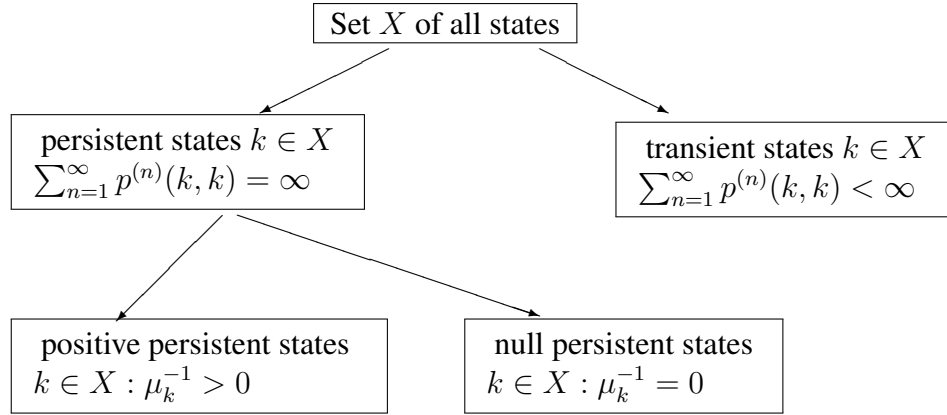 Set X of all states
persistent states k ∈ X
∑_{n=1}^{∞} p^{(n)}(k, k) = ∞
transient states k ∈ X
∑_{n=1}^{∞} p^{(n)}(k, k) < ∞
positive persistent states
k ∈ X : μ_k^{-1} > 0
null persistent states
k ∈ X : μ_k^{-1} = 0